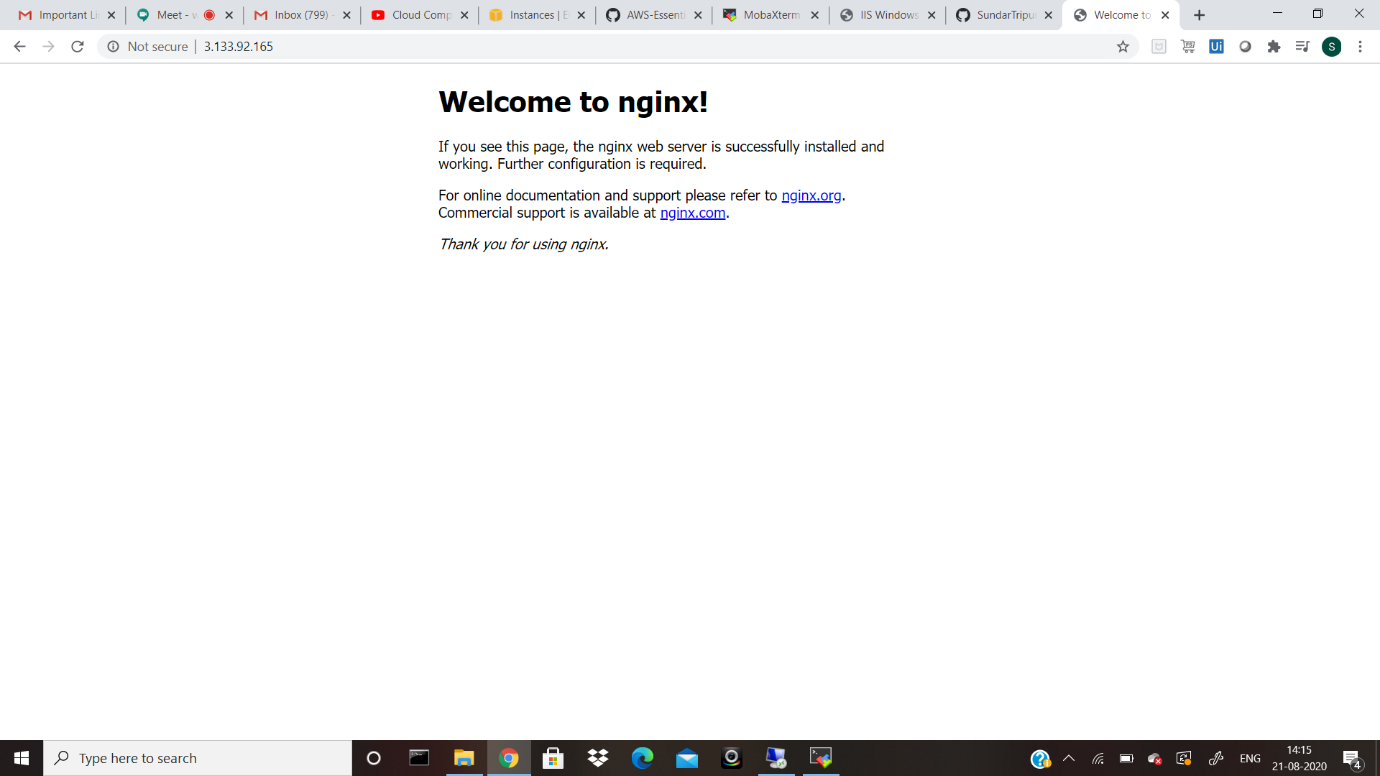 Important Li
Meet - w
Inbox (799) -
Cloud Comp
Instances | E
AWS-Essenti
MobaXterm
IIS Windows
SundarTripu
Welcome to
Not secure | 3.133.92.165
Ui
S
Welcome to nginx!
If you see this page, the nginx web server is successfully installed and
working. Further configuration is required.
For online documentation and support please refer to nginx.org.
Commercial support is available at nginx.com.
Thank you for using nginx.
Type here to search
ENG
14:15
21-08-2020
4